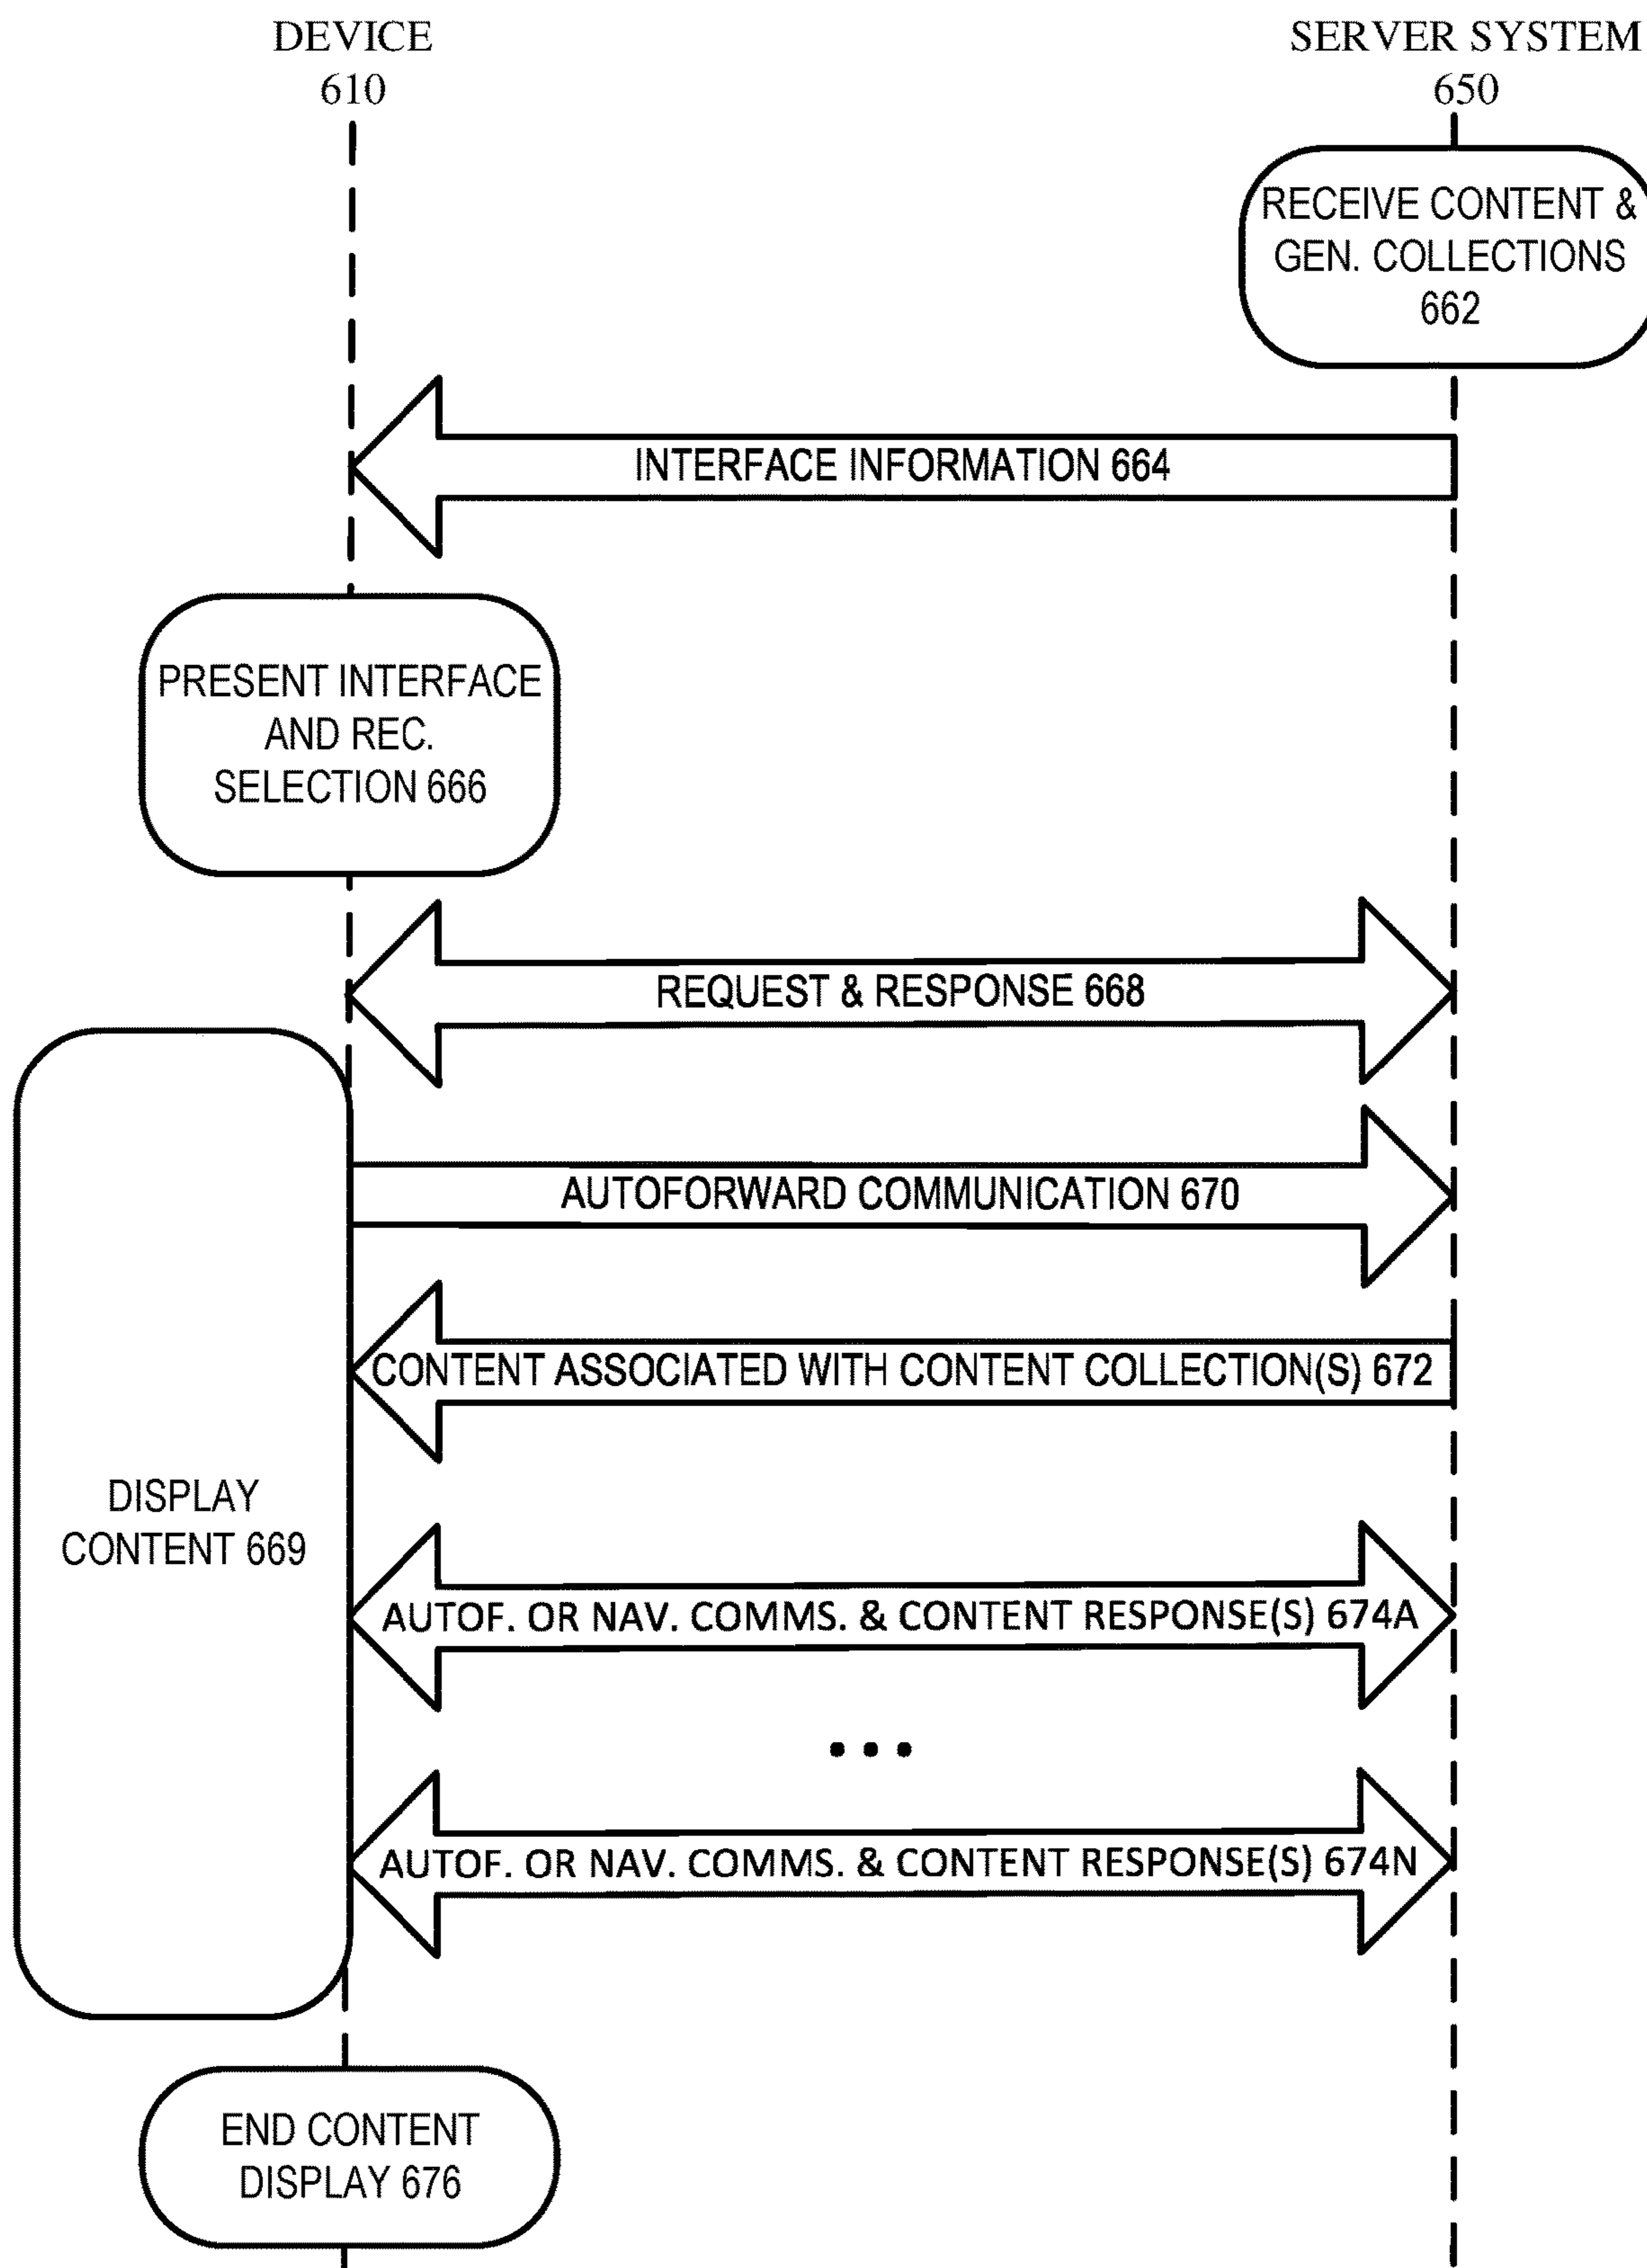 DEVICE
610
SERVER SYSTEM
650
RECEIVE CONTENT &
GEN. COLLECTIONS
662
INTERFACE INFORMATION 664
PRESENT INTERFACE
AND REC.
SELECTION 666
REQUEST & RESPONSE 668
AUTOFORWARD COMMUNICATION 670
CONTENT ASSOCIATED WITH CONTENT COLLECTION(S) 672
DISPLAY
CONTENT 669
AUTOF. OR NAV. COMMS. & CONTENT RESPONSE(S) 674A
...
AUTOF. OR NAV. COMMS. & CONTENT RESPONSE(S) 674N
END CONTENT
DISPLAY 676